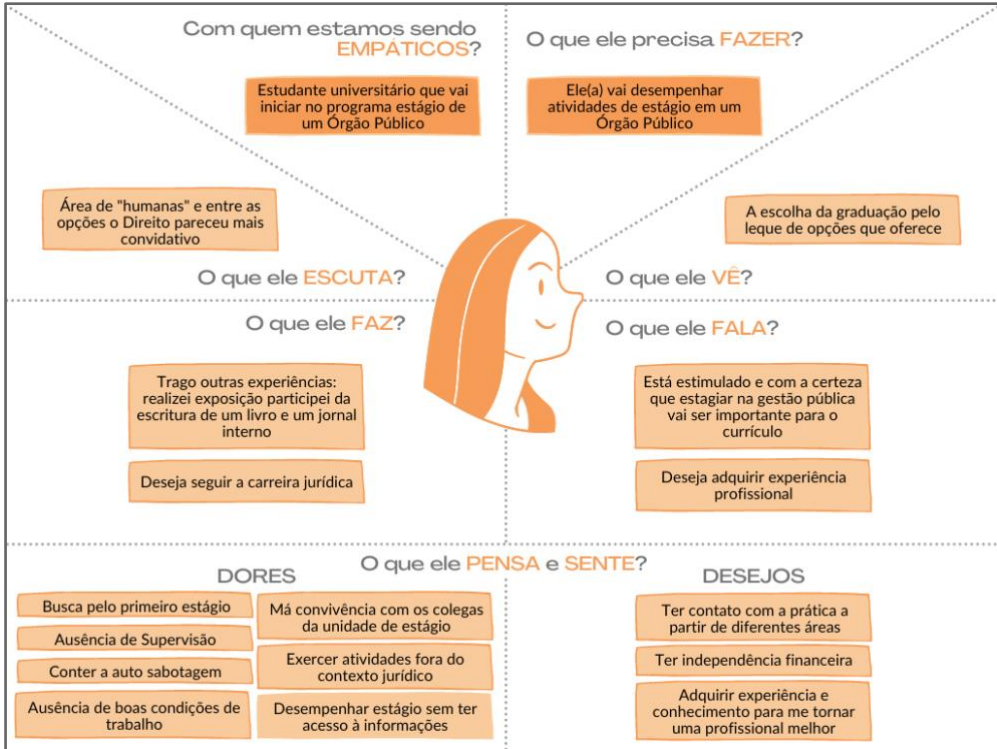 Com quem estamos sendo
EMPÁTICOS?
Estudante universitário que vai
iniciar no programa estágio de
um Órgão Público
O que ele precisa FAZER?
Ele(a) vai desempenhar
atividades de estágio em um
Órgão Público
Área de "humanas" e entre as
opções o Direito pareceu mais
convidativo
O que ele ESCUTA?
A escolha da graduação pelo
leque de opções que oferece
O que ele VÊ?
O que ele FAZ?
Trago outras experiências:
realizei exposição participei da
escritura de um livro e um jornal
interno
Deseja seguir a carreira jurídica
O que ele FALA?
Está estimulado e com a certeza
que estagiar na gestão pública
vai ser importante para o
currículo
Deseja adquirir experiência
profissional
O que ele PENSA e SENTE?
DORES
Busca pelo primeiro estágio
Ausência de Supervisão
Conter a auto sabotagem
Ausência de boas condições de
trabalho
Má convivência com os colegas
da unidade de estágio
Exercer atividades fora do
contexto jurídico
Desempenhar estágio sem ter
acesso à informações
DESEJOS
Ter contato com a prática a
partir de diferentes áreas
Ter independência financeira
Adquirir experiência e
conhecimento para me tornar
uma profissional melhor